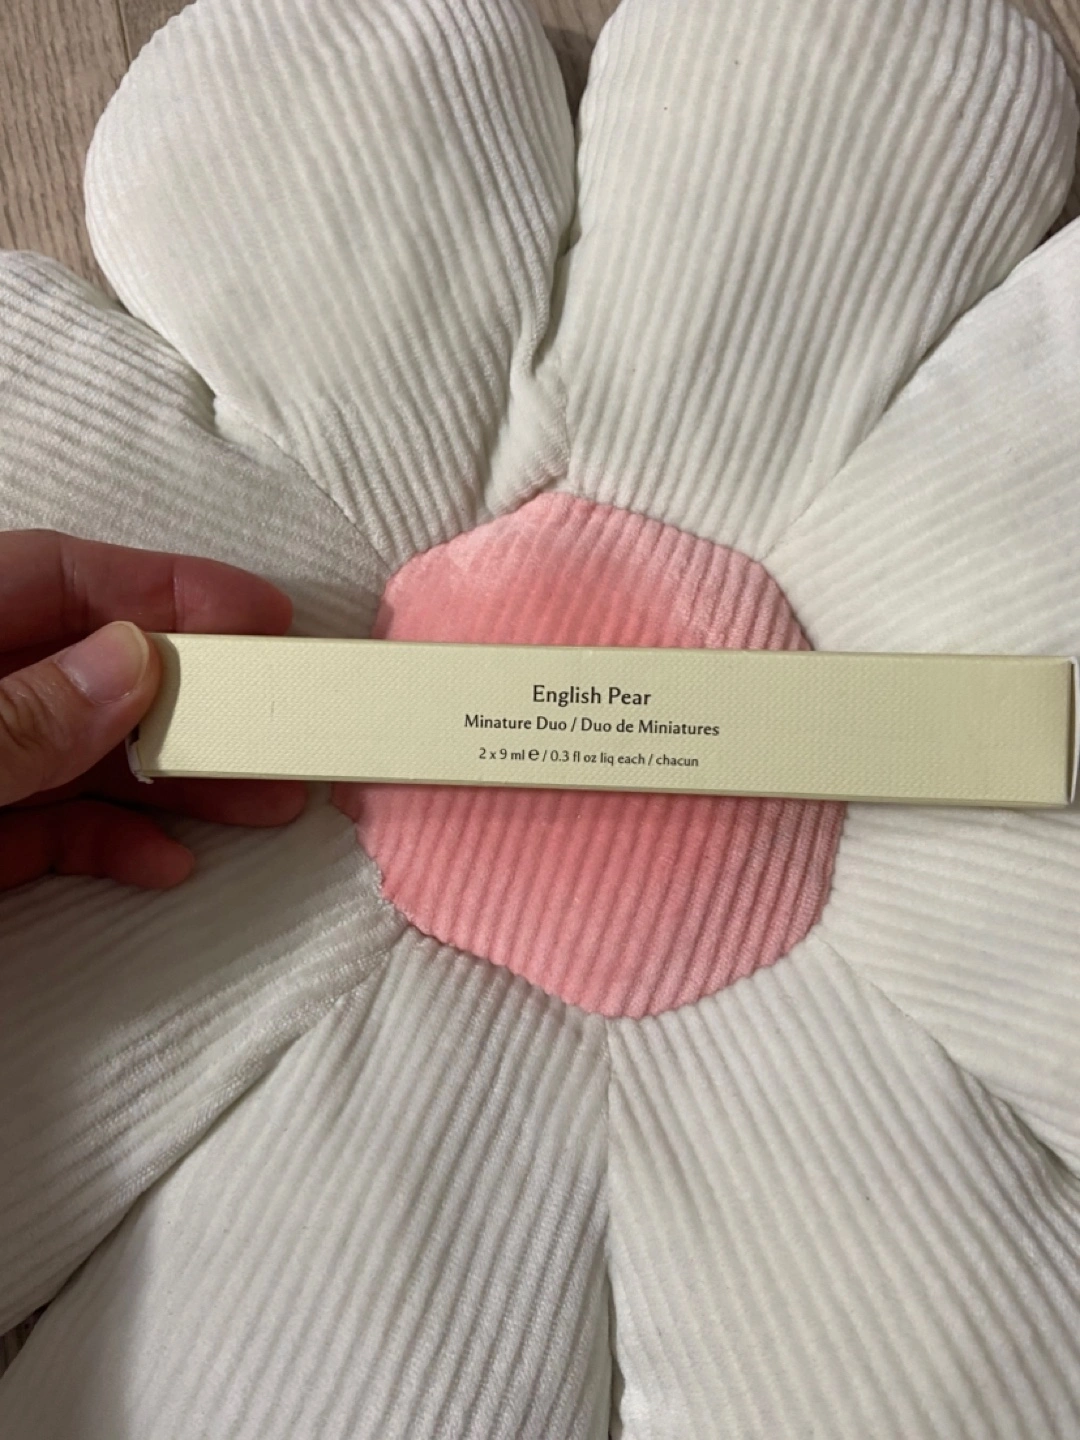 English Pear
Minature Duo / Duo de Miniatures
2 x 9 ml ℮ / 0.3 fl oz liq each / chacun